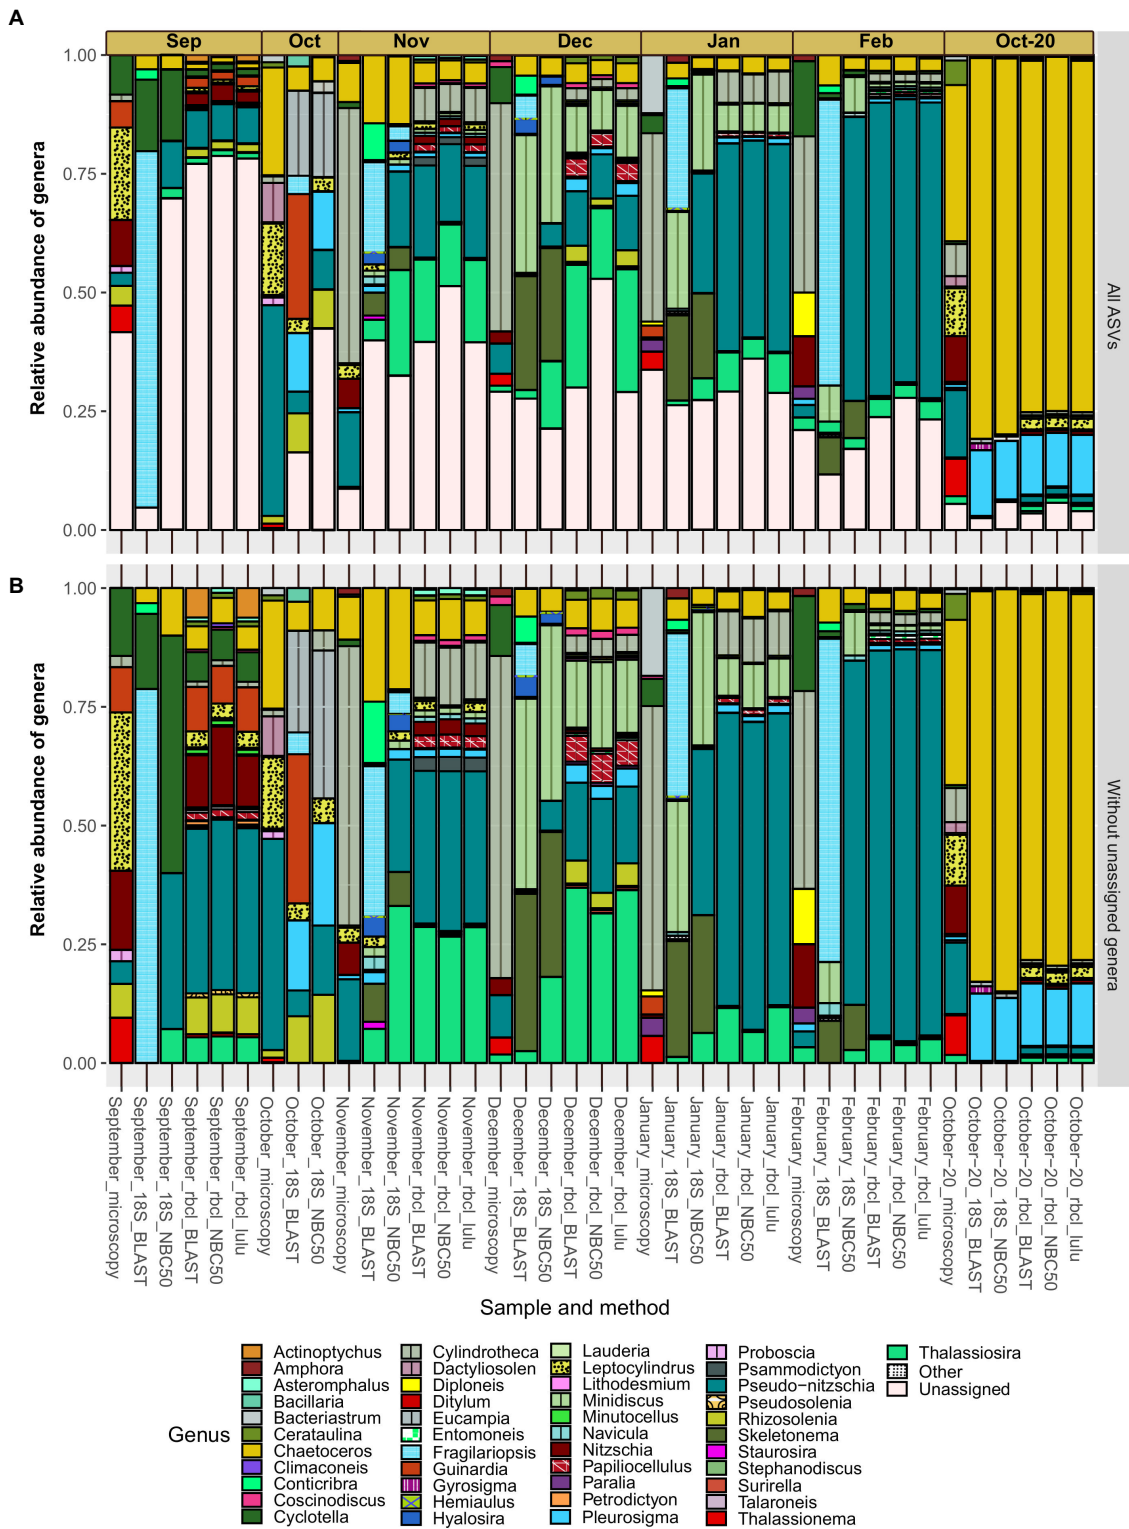 A
Sep Oct Nov Dec Jan Feb Oct-20
1.00
0.75
0.50
0.25
0.00
Relative abundance of genera
All ASVs
B
1.00
0.75
0.50
0.25
0.00
Relative abundance of genera
Without unassigned genera
September_microscopy
September_18S_BLAST
September_18S_NBC50
September_rbcl_BLAST
September_rbcl_NBC50
September_rbcl_lulu
October_microscopy
October_18S_BLAST
October_18S_NBC50
November_microscopy
November_18S_BLAST
November_18S_NBC50
November_rbcl_BLAST
November_rbcl_NBC50
November_rbcl_lulu
December_microscopy
December_18S_BLAST
December_18S_NBC50
December_rbcl_BLAST
December_rbcl_NBC50
December_rbcl_lulu
January_microscopy
January_18S_BLAST
January_18S_NBC50
January_rbcl_BLAST
January_rbcl_NBC50
January_rbcl_lulu
February_microscopy
February_18S_BLAST
February_18S_NBC50
February_rbcl_BLAST
February_rbcl_NBC50
February_rbcl_lulu
October−20_microscopy
October−20_18S_BLAST
October−20_18S_NBC50
October−20_rbcl_BLAST
October−20_rbcl_NBC50
October−20_rbcl_lulu
Sample and method
Genus
Actinoptychus
Amphora
Asteromphalus
Bacillaria
Bacteriastrum
Cerataulina
Chaetoceros
Climaconeis
Conticribra
Coscinodiscus
Cyclotella
Cylindrotheca
Dactyliosolen
Diploneis
Ditylum
Eucampia
Entomoneis
Fragilariopsis
Guinardia
Gyrosigma
Hemiaulus
Hyalosira
Lauderia
Leptocylindrus
Lithodesmium
Minidiscus
Minutocellus
Navicula
Nitzschia
Papiliocellulus
Paralia
Petrodictyon
Pleurosigma
Proboscia
Psammodictyon
Pseudo−nitzschia
Pseudosolenia
Rhizosolenia
Skeletonema
Staurosira
Stephanodiscus
Surirella
Talaroneis
Thalassionema
Thalassiosira
Other
Unassigned